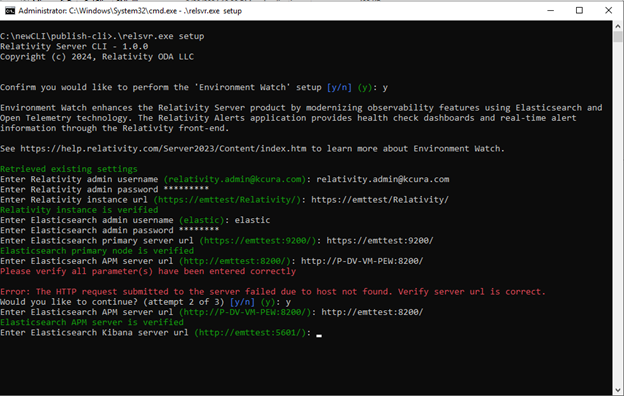 Administrator: C:\Windows\System32\cmd.exe - .\relsvr.exe setup
C:\newCLI\publish-cli>.\relsvr.exe setup
Relativity Server CLI - 1.0.0
Copyright (c) 2024, Relativity ODA LLC
Confirm you would like to perform the 'Environment Watch' setup [y/n] (y): y
Environment Watch enhances the Relativity Server product by modernizing observability features using Elasticsearch and
Open Telemetry technology. The Relativity Alerts application provides health check dashboards and real-time alert
information through the Relativity front-end.
See https://help.relativity.com/Server2023/Content/index.htm to learn more about Environment Watch.
Retrieved existing settings
Enter Relativity admin username (relativity.admin@kcura.com): relativity.admin@kcura.com
Enter Relativity admin password *********
Enter Relativity instance url (https://emttest/Relativity/): https://emttest/Relativity/
Relativity instance is verified
Enter Elasticsearch admin username (elastic): elastic
Enter Elasticsearch admin password ********
Enter Elasticsearch primary server url (https://emttest:9200/): https://emttest:9200/
Elasticsearch primary node is verified
Enter Elasticsearch APM server url (http://emttest:8200/): http://P-DV-VM-PEW:8200/
Please verify all parameter(s) have been entered correctly
Error: The HTTP request submitted to the server failed due to host not found. Verify server url is correct.
Would you like to continue? (attempt 2 of 3) [y/n] (y): y
Enter Elasticsearch APM server url (http://P-DV-VM-PEW:8200/): http://emttest:8200/
Elasticsearch APM server is verified
Enter Elasticsearch Kibana server url (http://emttest:5601/):